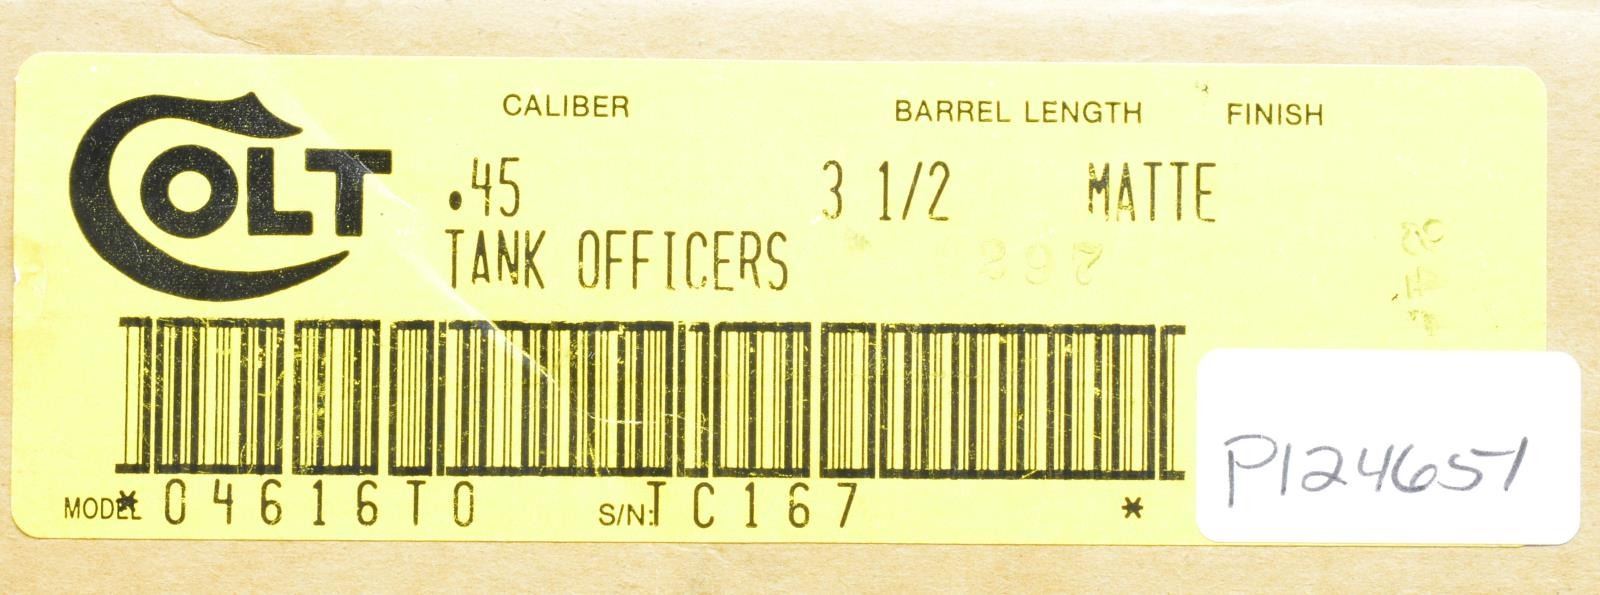 COLT
CALIBER BARREL LENGTH FINISH
.45 3 1/2 MATTE
TANK OFFICERS
MODEL *04616T0 S/N:TC167 *
P124651